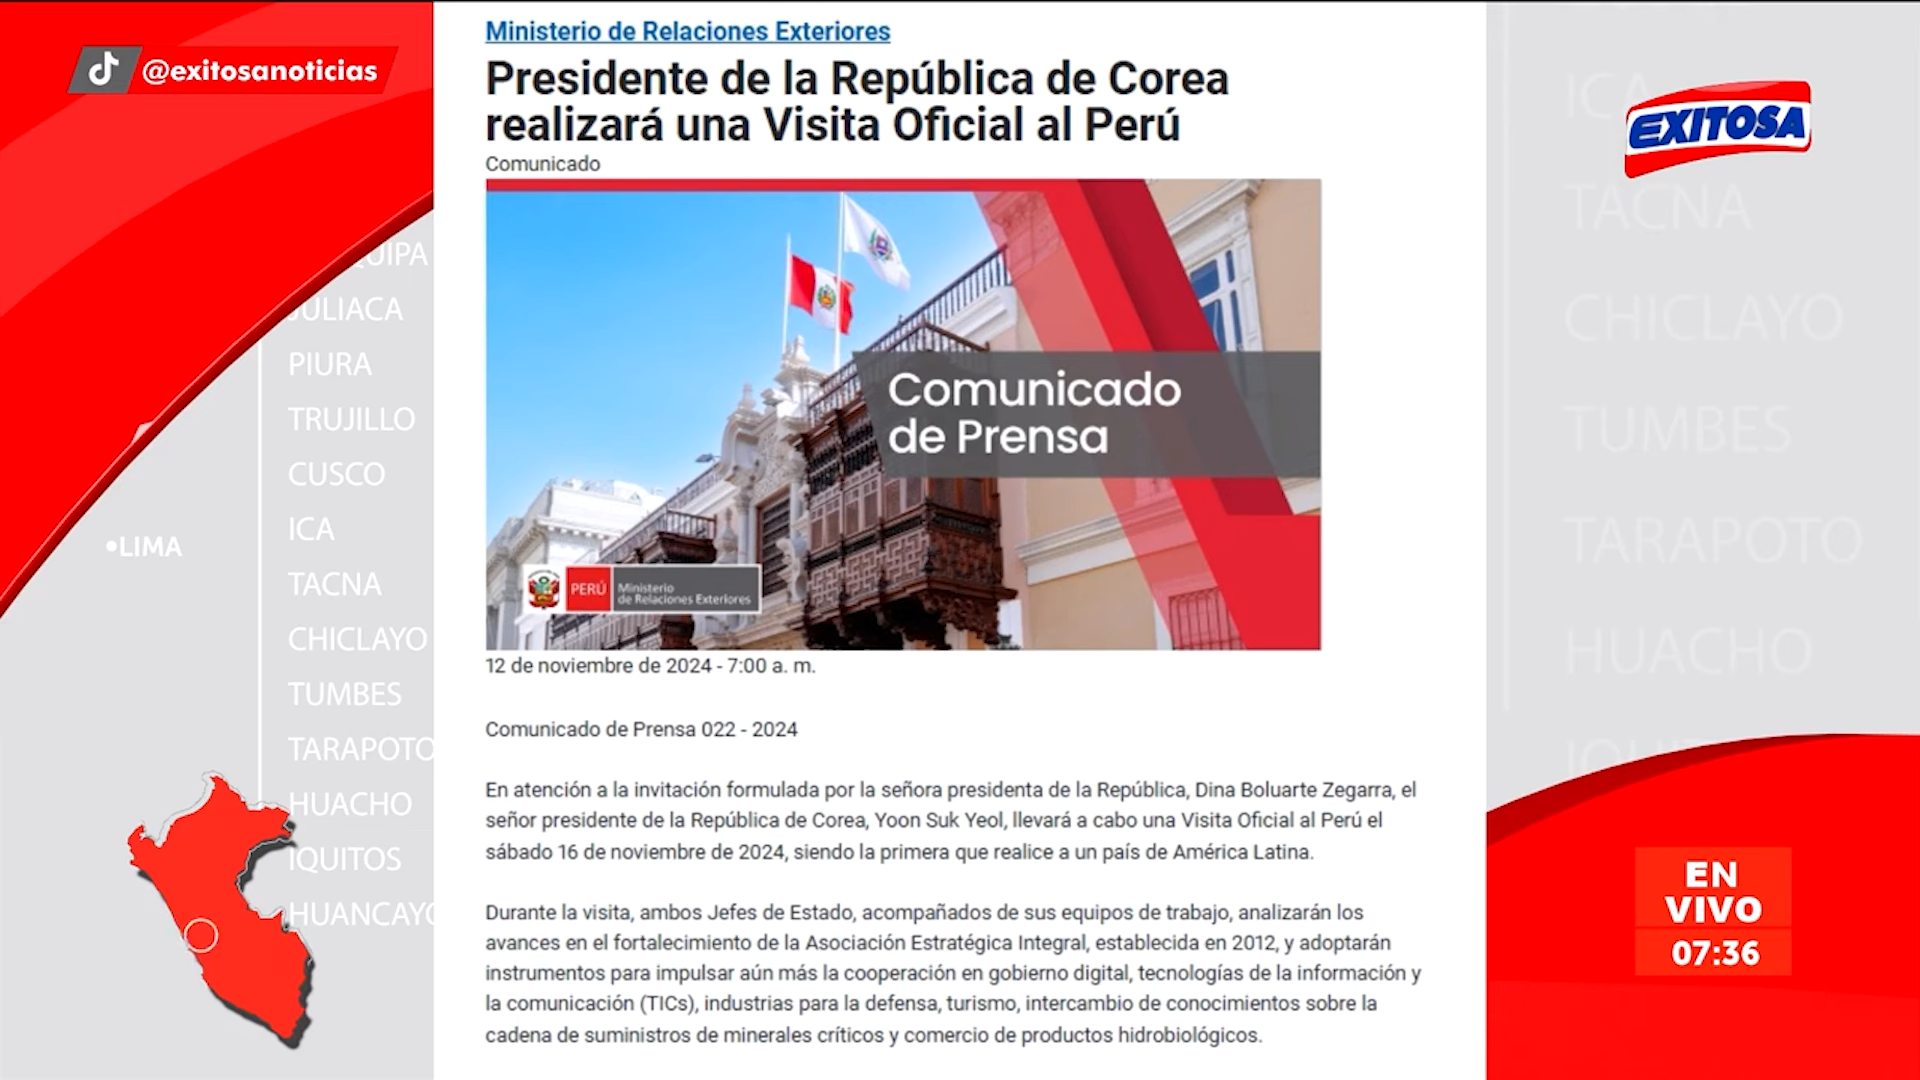 @exitosanoticias
Ministerio de Relaciones Exteriores
Presidente de la República de Corea
realizará una Visita Oficial al Perú
Comunicado
Comunicado
de Prensa
PERÚ
Ministerio
de Relaciones Exteriores
12 de noviembre de 2024 - 7:00 a. m.
Comunicado de Prensa 022 - 2024
En atención a la invitación formulada por la señora presidenta de la República, Dina Boluarte Zegarra, el
señor presidente de la República de Corea, Yoon Suk Yeol, llevará a cabo una Visita Oficial al Perú el
sábado 16 de noviembre de 2024, siendo la primera que realice a un país de América Latina.
Durante la visita, ambos Jefes de Estado, acompañados de sus equipos de trabajo, analizarán los
avances en el fortalecimiento de la Asociación Estratégica Integral, establecida en 2012, y adoptarán
instrumentos para impulsar aún más la cooperación en gobierno digital, tecnologías de la información y
la comunicación (TICs), industrias para la defensa, turismo, intercambio de conocimientos sobre la
cadena de suministros de minerales críticos y comercio de productos hidrobiológicos.
UIPA
JULIACA
PIURA
TRUJILLO
CUSCO
ICA
•LIMA
TACNA
CHICLAYO
TUMBES
TARAPOTO
HUACHO
IQUITOS
HUANCAYO
EXITOSA
ICA
TACNA
CHICLAYO
TUMBES
TARAPOTO
HUACHO
EN
VIVO
07:36